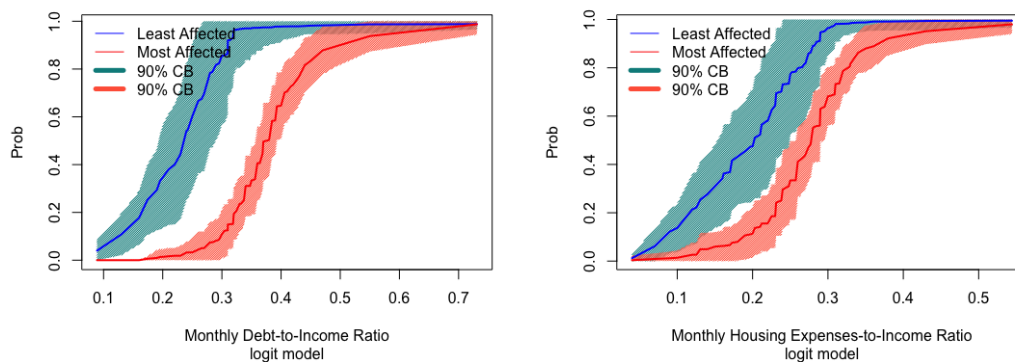 Prob
1.0
0.8
0.6
0.4
0.2
0.0
Least Affected
Most Affected
90% CB
90% CB
0.1 0.2 0.3 0.4 0.5 0.6 0.7
Monthly Debt-to-Income Ratio
logit model
Prob
1.0
0.8
0.6
0.4
0.2
0.0
Least Affected
Most Affected
90% CB
90% CB
0.1 0.2 0.3 0.4 0.5
Monthly Housing Expenses-to-Income Ratio
logit model